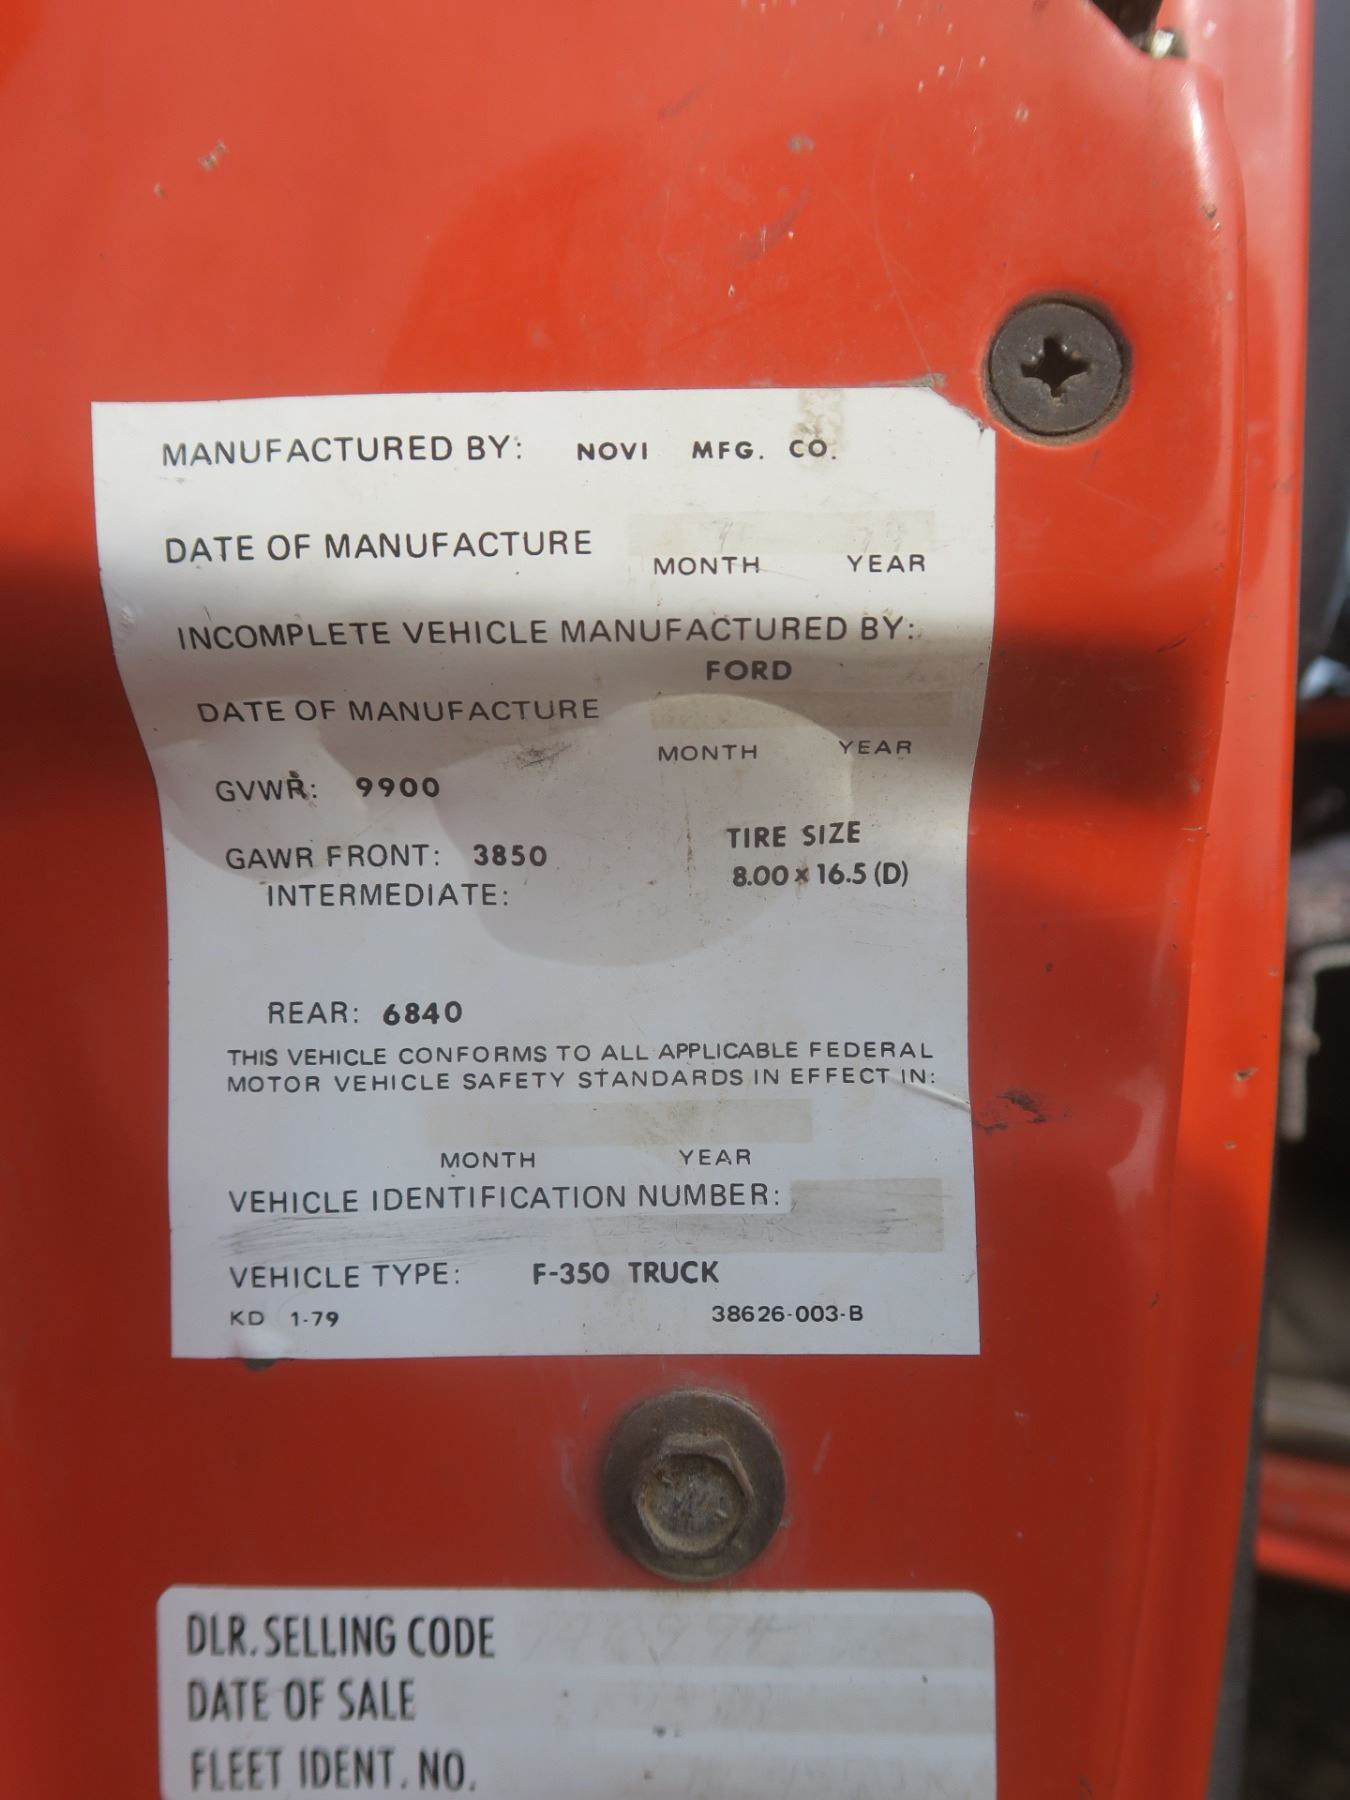 MANUFACTURED BY: NOVI MFG. CO.
DATE OF MANUFACTURE
MONTH YEAR
INCOMPLETE VEHICLE MANUFACTURED BY:
FORD
DATE OF MANUFACTURE
MONTH YEAR
GVWR: 9900
GAWR FRONT: 3850 TIRE SIZE
8.00 x 16.5 (D)
INTERMEDIATE:
REAR: 6840
THIS VEHICLE CONFORMS TO ALL APPLICABLE FEDERAL
MOTOR VEHICLE SAFETY STANDARDS IN EFFECT IN:
MONTH YEAR
VEHICLE IDENTIFICATION NUMBER:
VEHICLE TYPE: F-350 TRUCK
KD 1-79 38626-003-B
DLR. SELLING CODE
DATE OF SALE
FLEET IDENT. NO.